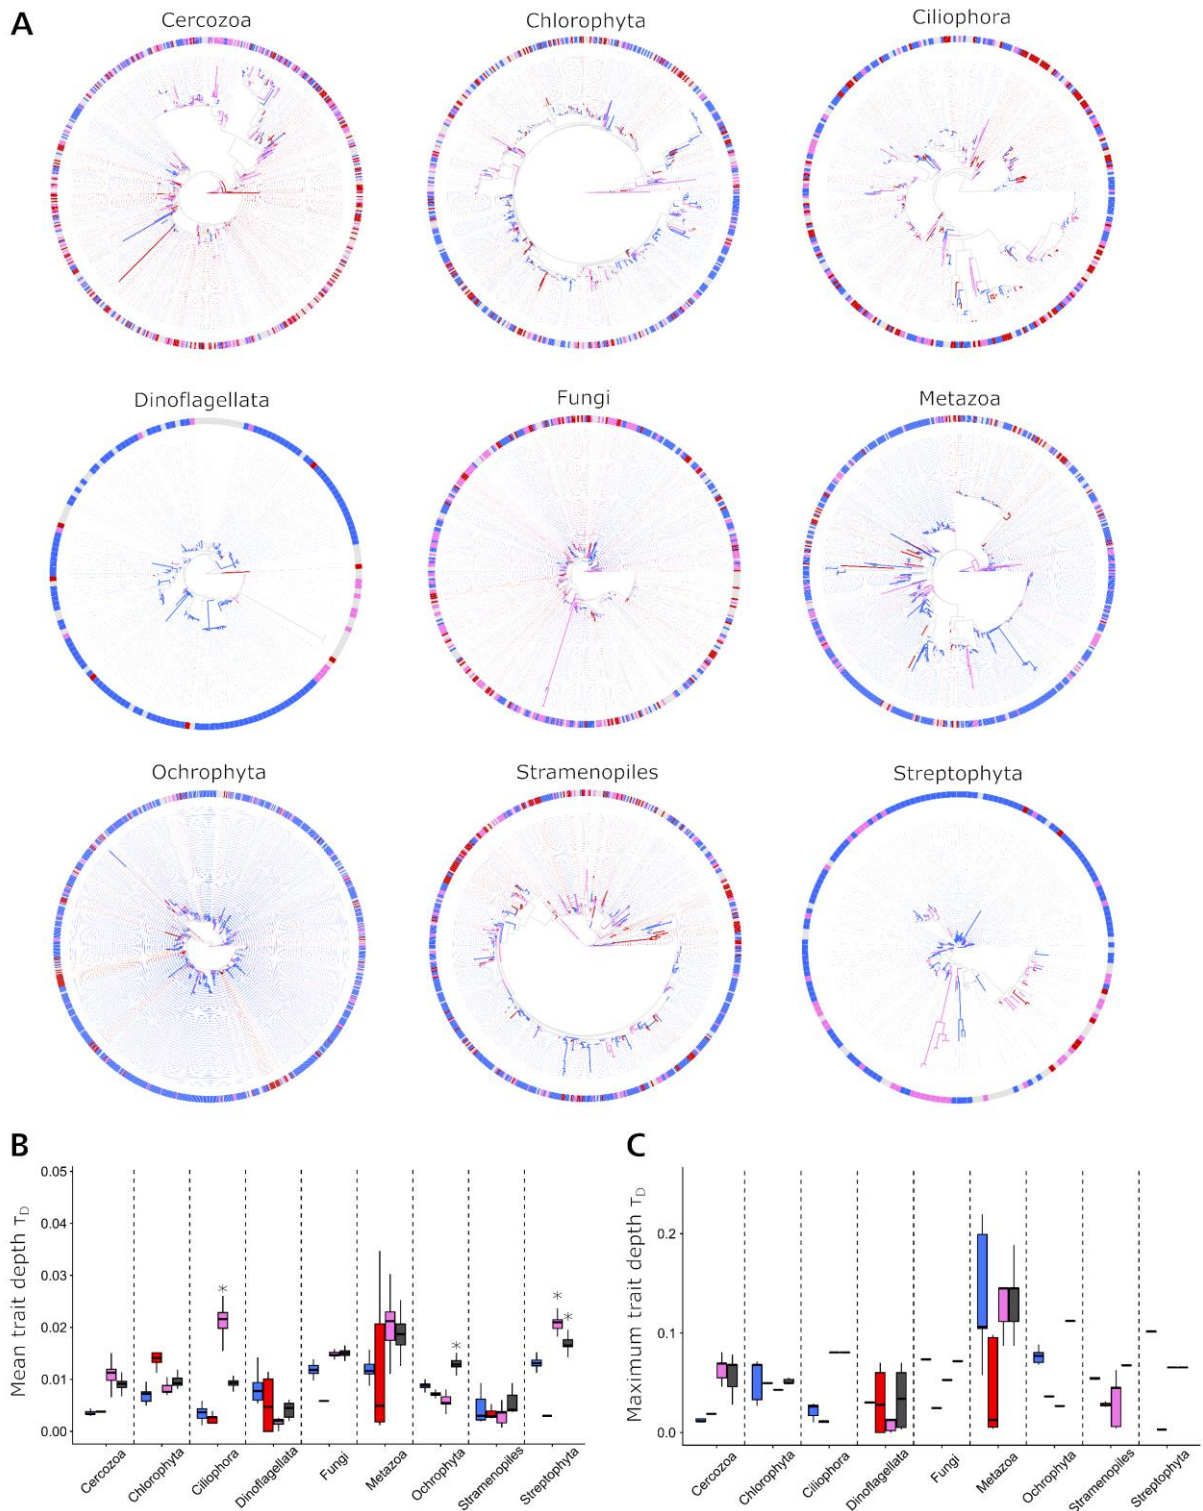 A
Cercozoa
Chlorophyta
Ciliophora
Dinoflagellata
Fungi
Metazoa
Ochrophyta
Stramenopiles
Streptophyta
B
Mean trait depth τD
0.05
0.04
0.03
0.02
0.01
0.00
*
*
*
*
Cercozoa
Chlorophyta
Ciliophora
Dinoflagellata
Fungi
Metazoa
Ochrophyta
Stramenopiles
Streptophyta
C
Maximum trait depth τD
0.2
0.1
0.0
Cercozoa
Chlorophyta
Ciliophora
Dinoflagellata
Fungi
Metazoa
Ochrophyta
Stramenopiles
Streptophyta